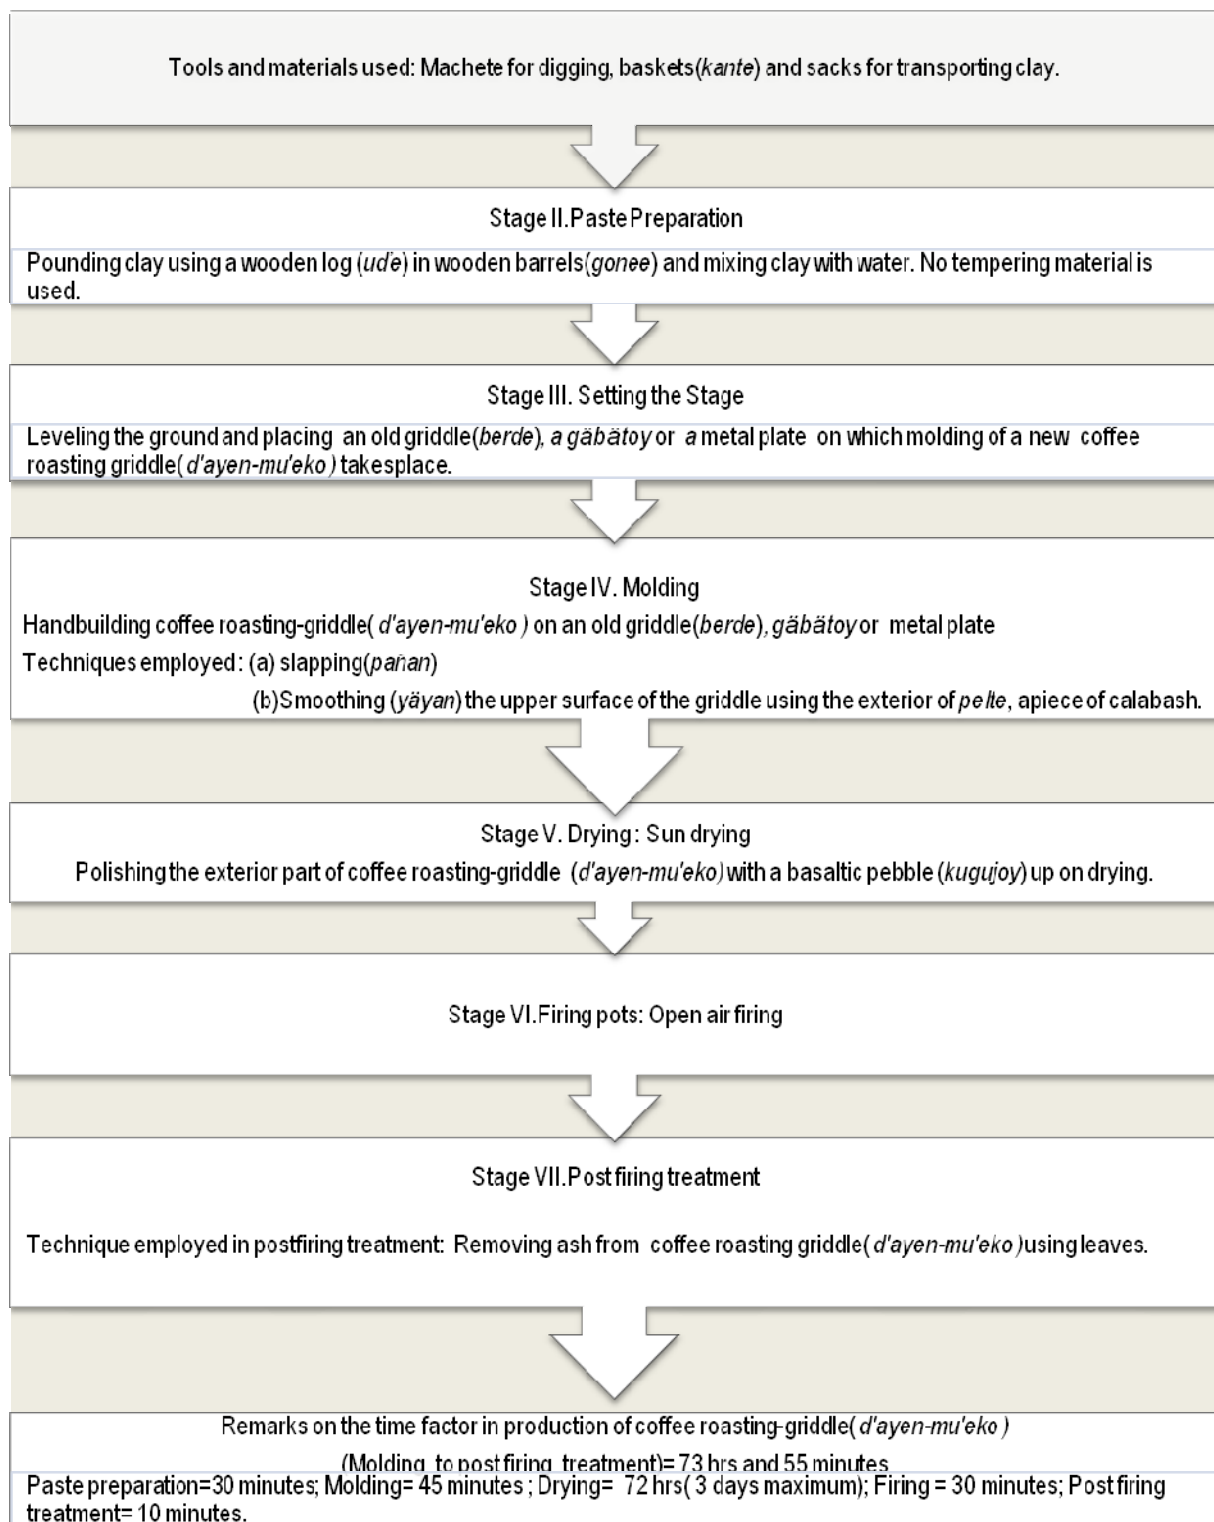 Tools and materials used: Machete for digging, baskets(kante) and sacks for transporting clay.
Stage II.Paste Preparation
Pounding clay using a wooden log (ud'e) in wooden barrels(gonee) and mixing clay with water. No tempering material is
used.
Stage III. Setting the Stage
Leveling the ground and placing an old griddle(berde), a gäbätoy or a metal plate on which molding of a new coffee
roasting griddle(d'ayen-mu'eko) takesplace.
Stage IV. Molding
Handbuilding coffee roasting-griddle(d'ayen-mu'eko) on an old griddle(berde), gäbätoy or metal plate
Techniques employed: (a) slapping(pañan)
(b)Smoothing (yäyan) the upper surface of the griddle using the exterior of pelte, apiece of calabash.
Stage V. Drying: Sun drying
Polishing the exterior part of coffee roasting-griddle (d'ayen-mu'eko) with a basaltic pebble (kugujoy) up on drying.
Stage VI.Firing pots: Open air firing
Stage VII.Post firing treatment
Technique employed in postfiring treatment: Removing ash from coffee roasting griddle(d'ayen-mu'eko) using leaves.
Remarks on the time factor in production of coffee roasting-griddle(d'ayen-mu'eko)
(Molding to post firing treatment)= 73 hrs and 55 minutes
Paste preparation=30 minutes; Molding= 45 minutes ; Drying= 72 hrs( 3 days maximum); Firing = 30 minutes; Post firing
treatment= 10 minutes.